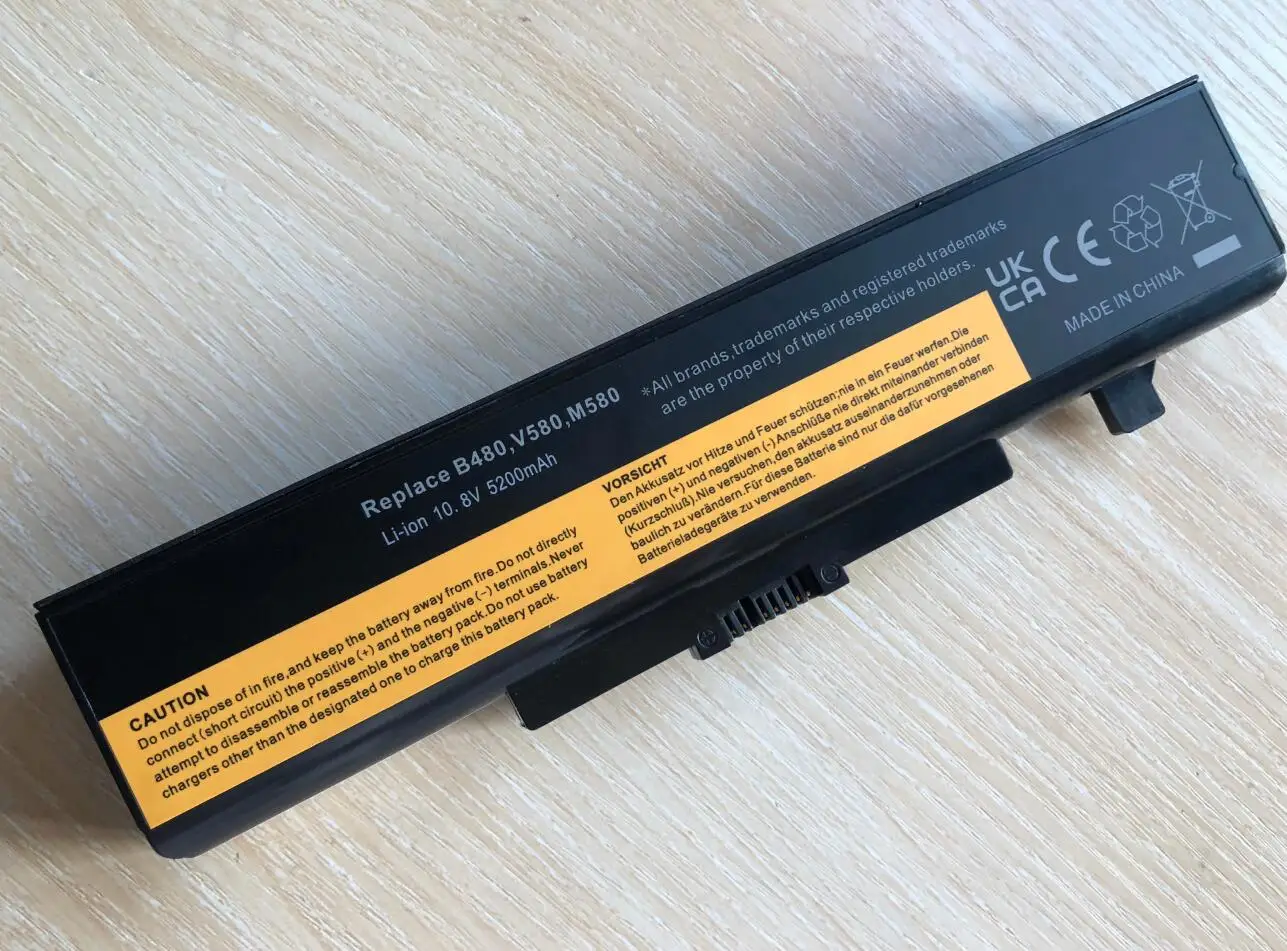 Replace B480,V580,M580
Li-ion 10.8V 5200mAh
*All brands,trademarks and registered trademarks
are the property of their respective holders.
UK
CA
CE
MADE IN CHINA
CAUTION
Do not dispose of in fire,and keep the battery away from fire.Do not directly
connect(short circuit) the positive(+) and the negative(-) terminals.Never
attempt to disassemble or reassemble the battery pack.Do not use battery
chargers other than the designated one to charge this battery pack.
VORSICHT
Den Akkusatz vor Hitze und Feuer schützen;nie in ein Feuer werfen.Die
positiven (+) und negativen (-)Anschlüße nie direkt miteinander verbinden
(Kurzschluß).Nie versuchen,den akkusatz auseinanderzunehmen oder
baulich zu verändern.Für diese Batterie sind nur die dafür vorgesehenen
Batterieladegeräte zu verwenden.